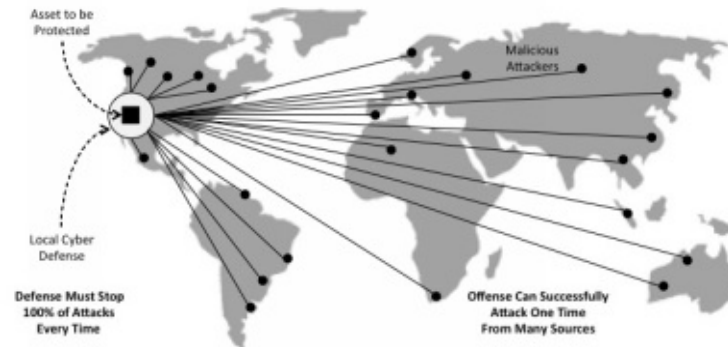 Asset to be
Protected
Malicious
Attackers
Local Cyber
Defense
Defense Must Stop
100% of Attacks
Every Time
Offense Can Successfully
Attack One Time
From Many Sources